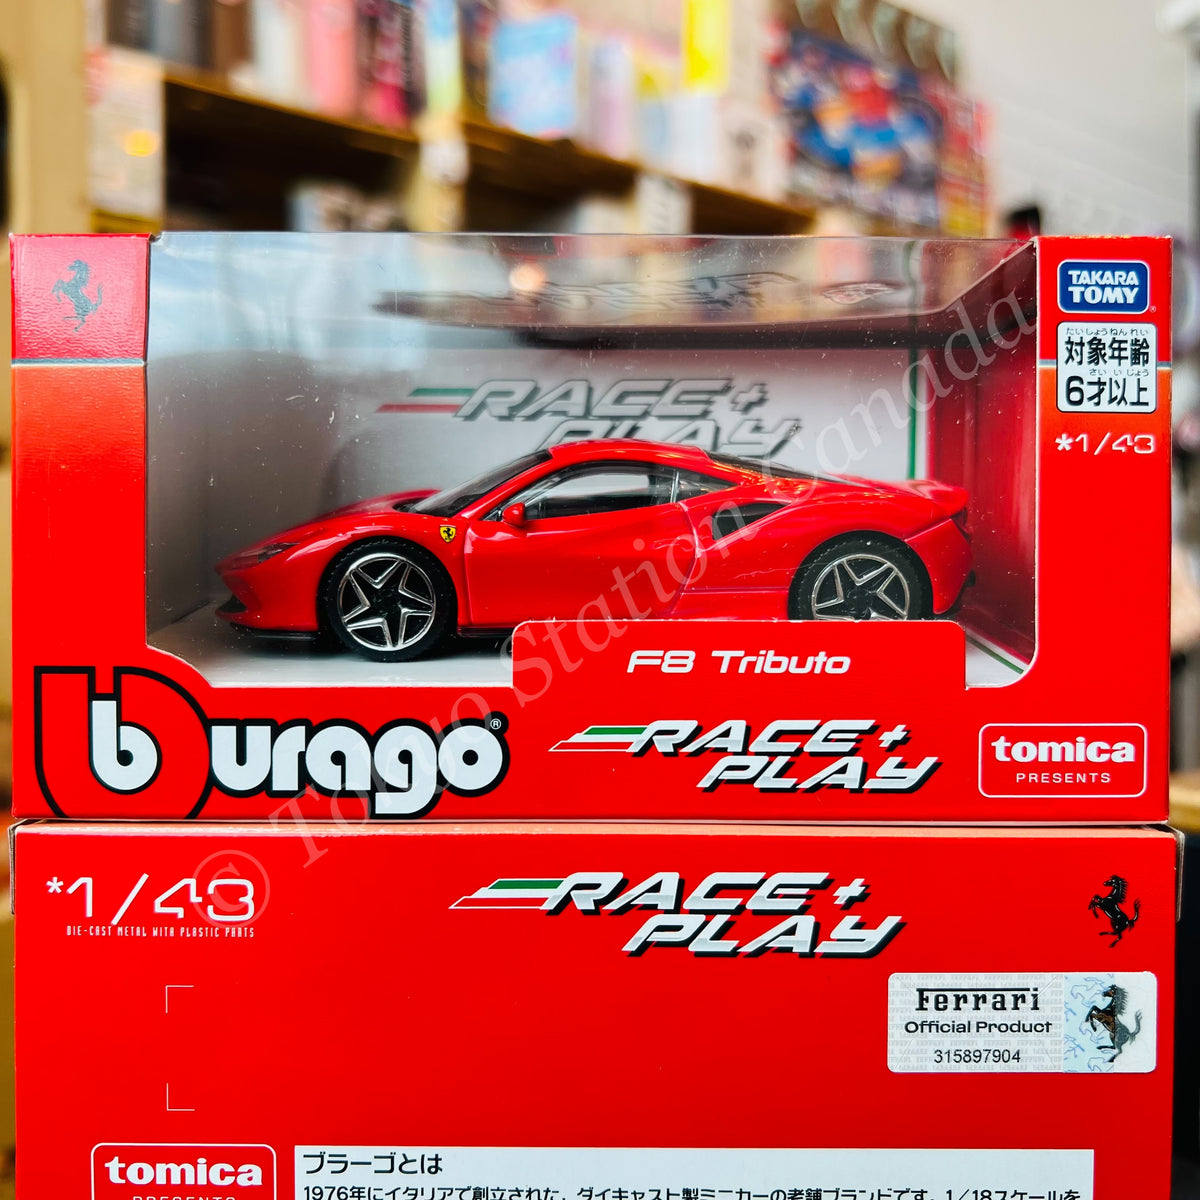 TAKARA
TOMY®
たいしょうねんれい
対象年齢
さい いじょう
6才以上
*1/43
RACE+
PLAY
F8 Tributo
burago®
RACE+
PLAY
tomica
PRESENTS
© Tokyo Station Canada
*1/43
DIE-CAST METAL WITH PLASTIC PARTS
RACE+
PLAY
Ferrari
Official Product
315897904
tomica
PRESENTS
ブラーゴとは
1976年にイタリアで創立された、ダイキャスト製ミニカーの老舗ブランドです。1/18スケールを